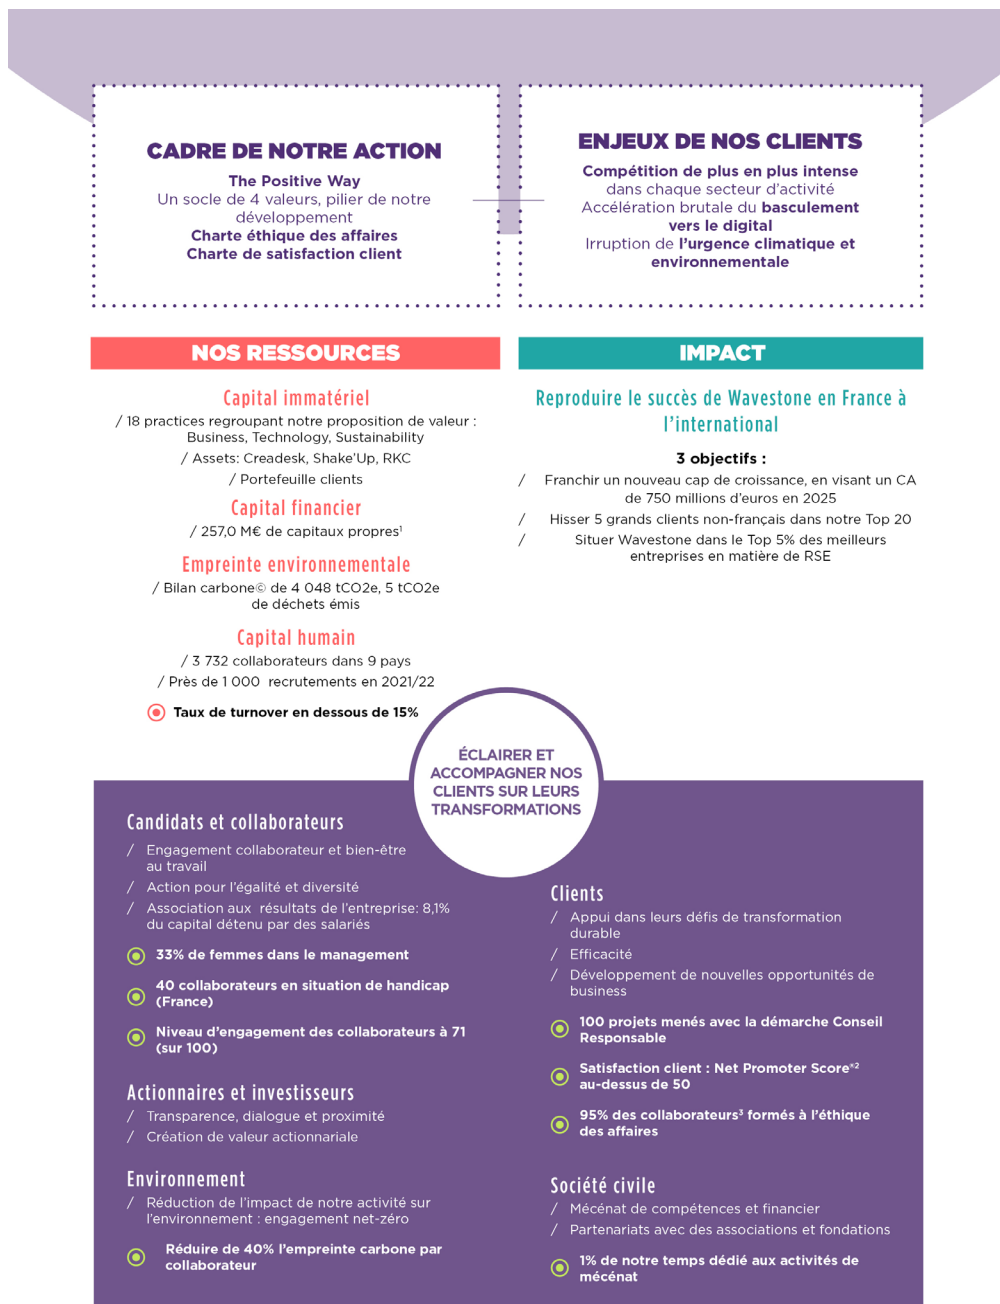 CADRE DE NOTRE ACTION
The Positive Way
Un socle de 4 valeurs, pilier de notre
développement
Charte éthique des affaires
Charte de satisfaction client
ENJEUX DE NOS CLIENTS
Compétition de plus en plus intense
dans chaque secteur d’activité
Accélération brutale du basculement
vers le digital
Irruption de l’urgence climatique et
environnementale
NOS RESSOURCES
Capital immatériel
/ 18 practices regroupant notre proposition de valeur :
Business, Technology, Sustainability
/ Assets: Creadesk, Shake’Up, RKC
/ Portefeuille clients
Capital financier
/ 257,0 M€ de capitaux propres¹
Empreinte environnementale
/ Bilan carbone© de 4 048 tCO2e, 5 tCO2e
de déchets émis
Capital humain
/ 3 732 collaborateurs dans 9 pays
/ Près de 1 000 recrutements en 2021/22
Taux de turnover en dessous de 15%
IMPACT
Reproduire le succès de Wavestone en France à
l’international
3 objectifs :
/ Franchir un nouveau cap de croissance, en visant un CA
de 750 millions d’euros en 2025
/ Hisser 5 grands clients non-français dans notre Top 20
/ Situer Wavestone dans le Top 5% des meilleurs
entreprises en matière de RSE
ÉCLAIRER ET
ACCOMPAGNER NOS
CLIENTS SUR LEURS
TRANSFORMATIONS
Candidats et collaborateurs
/ Engagement collaborateur et bien-être
au travail
/ Action pour l’égalité et diversité
/ Association aux résultats de l’entreprise: 8,1%
du capital détenu par des salariés
33% de femmes dans le management
40 collaborateurs en situation de handicap
(France)
Niveau d’engagement des collaborateurs à 71
(sur 100)
Actionnaires et investisseurs
/ Transparence, dialogue et proximité
/ Création de valeur actionnariale
Environnement
/ Réduction de l’impact de notre activité sur
l’environnement : engagement net-zéro
Réduire de 40% l’empreinte carbone par
collaborateur
Clients
/ Appui dans leurs défis de transformation
durable
/ Efficacité
/ Développement de nouvelles opportunités de
business
100 projets menés avec la démarche Conseil
Responsable
Satisfaction client : Net Promoter Score®²
au-dessus de 50
95% des collaborateurs³ formés à l’éthique
des affaires
Société civile
/ Mécénat de compétences et financier
/ Partenariats avec des associations et fondations
1% de notre temps dédié aux activités de
mécénat